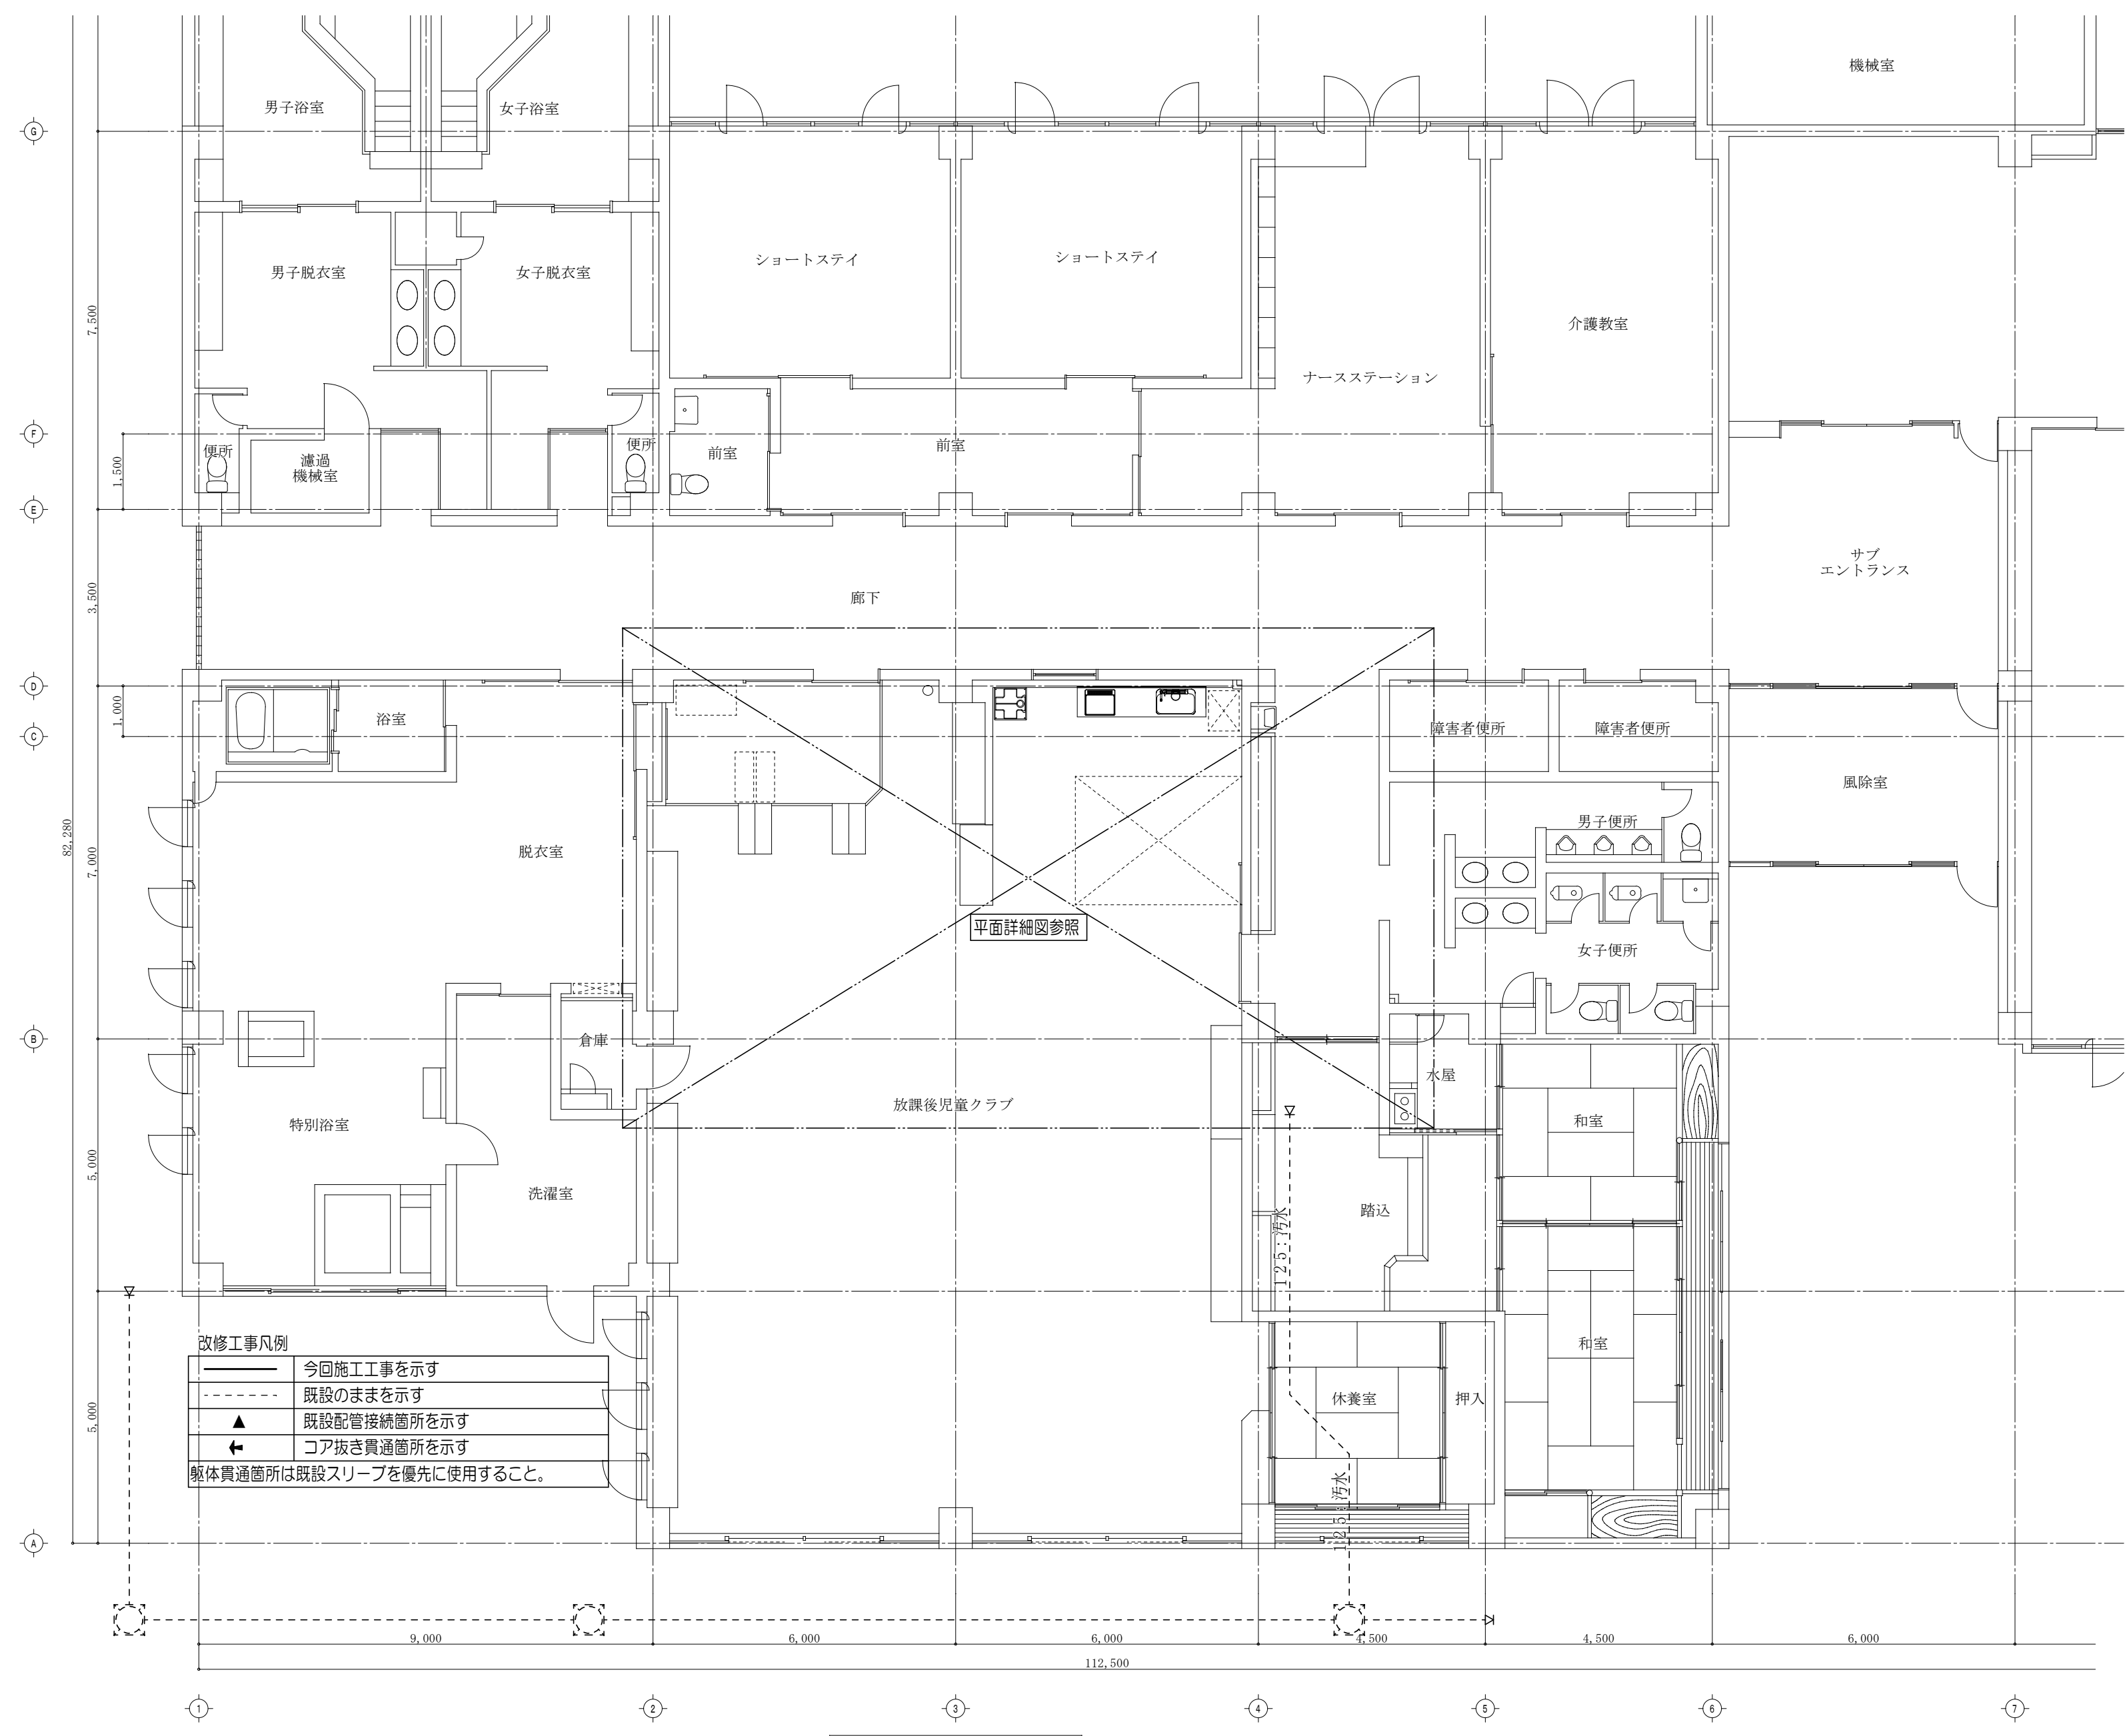 機械室
男子浴室
女子浴室
G
男子脱衣室
女子脱衣室
ショートステイ
ショートステイ
7,500
介護教室
ナースステーション
F
便所
濾過
機械室
便所
前室
前室
1,500
E
サブ
エントランス
3,500
廊下
D
1,000
浴室
障害者便所
障害者便所
C
風除室
男子便所
82,280
7,000
脱衣室
平面詳細図参照
女子便所
B
倉庫
水屋
放課後児童クラブ
特別浴室
和室
5,000
洗濯室
踏込
125:汚水
改修工事凡例
今回施工工事を示す
既設のままを示す
既設配管接続箇所を示す
コア抜き貫通箇所を示す
躯体貫通箇所は既設スリーブを優先に使用すること。
和室
休養室
押入
5,000
125:汚水
A
9,000
6,000
6,000
4,500
4,500
6,000
112,500
1
2
3
4
5
6
7